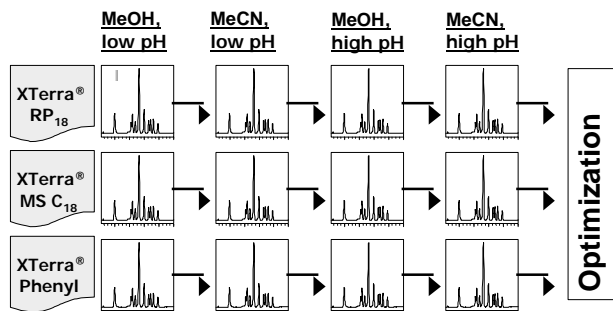 MeOH, low pH
MeCN, low pH
MeOH, high pH
MeCN, high pH
XTerra®
RP₁₈
XTerra®
MS C₁₈
XTerra®
Phenyl
Optimization